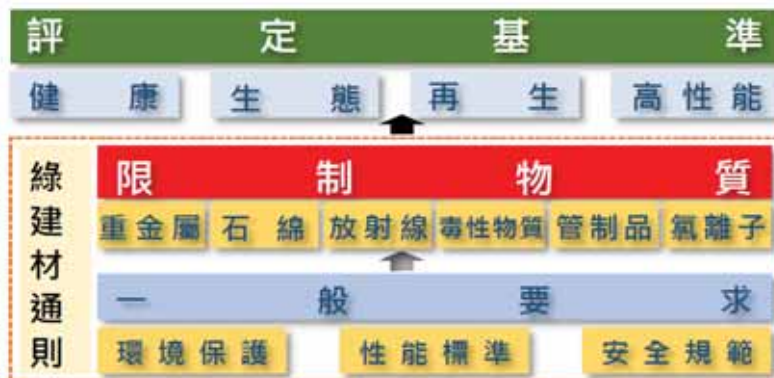 評定基準
健康 生態 再生 高性能
綠建材通則
限制物質
重金屬 石綿 放射線 毒性物質 管制品 氯離子
一般要求
環境保護 性能標準 安全規範